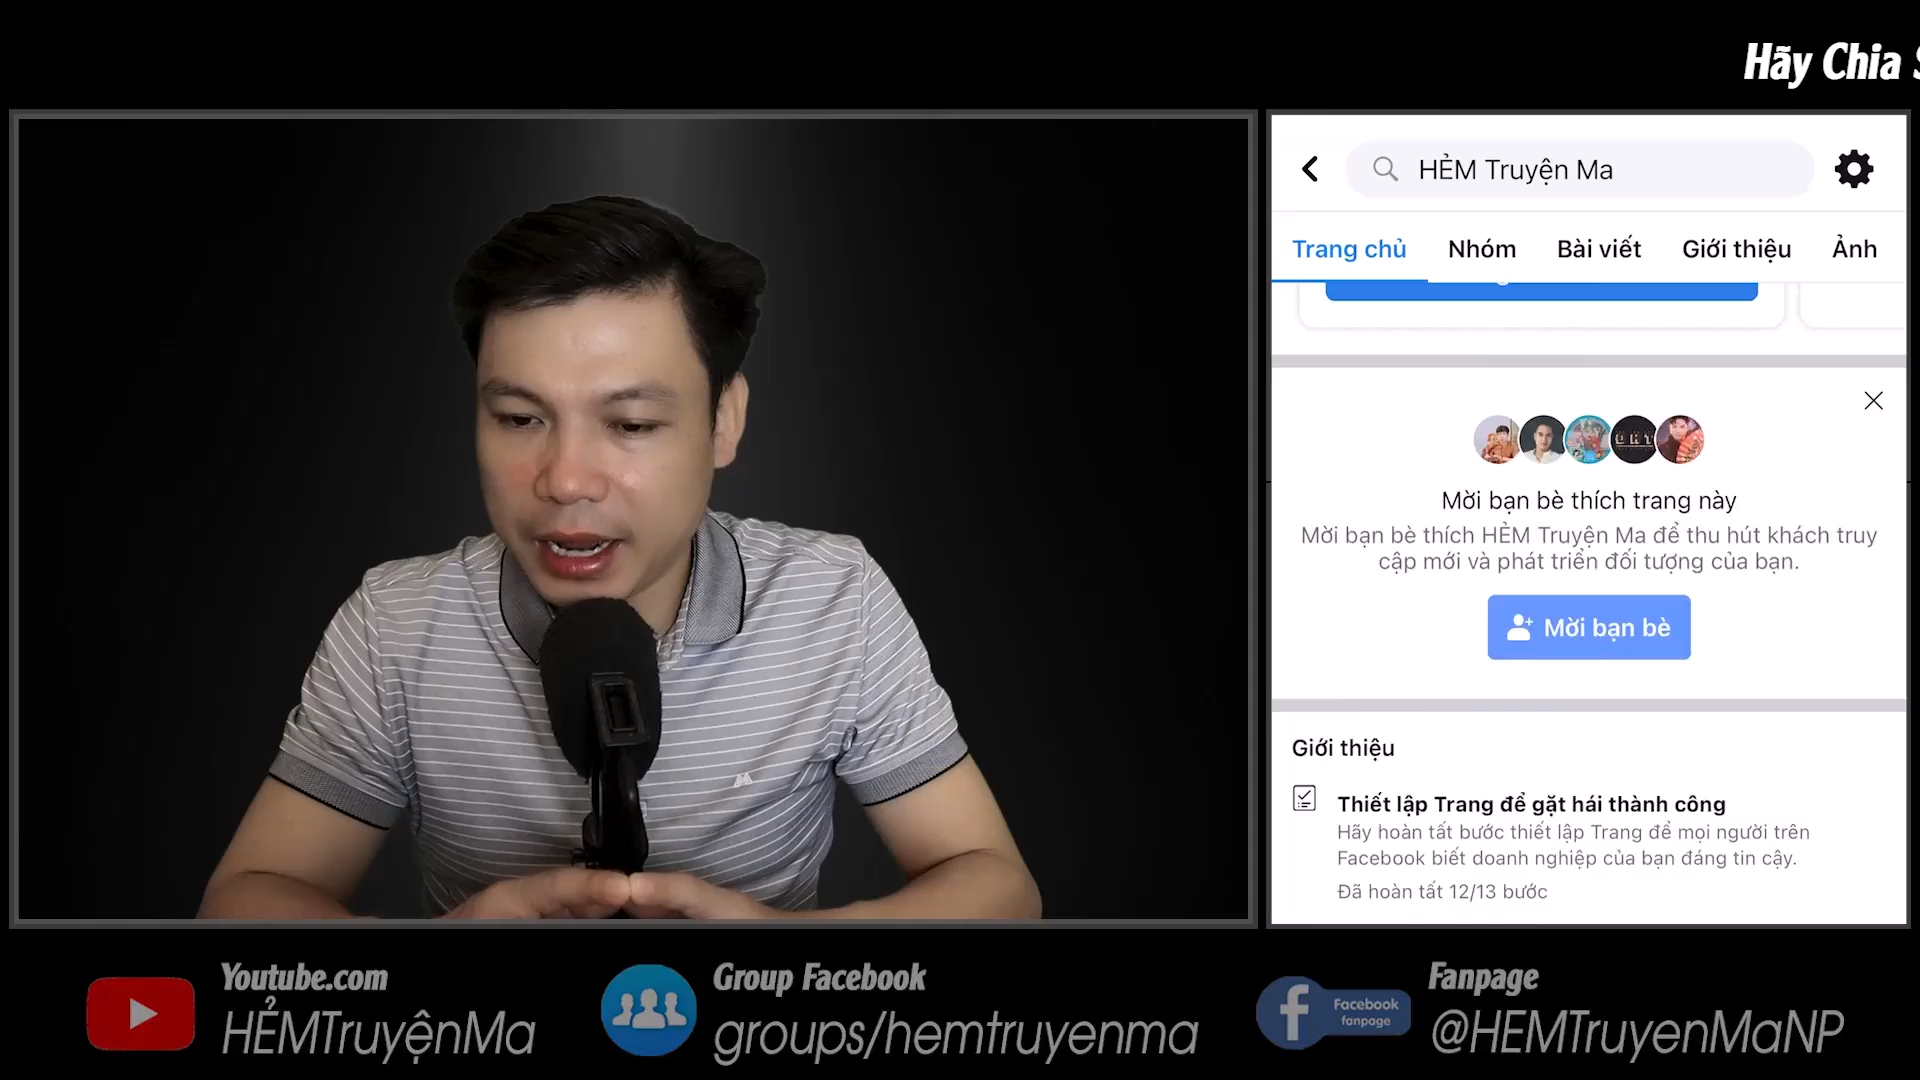 Hãy Chia
HẺM Truyện Ma
Trang chủ Nhóm Bài viết Giới thiệu Ảnh
Mời bạn bè thích trang này
Mời bạn bè thích HẺM Truyện Ma để thu hút khách truy
cập mới và phát triển đối tượng của bạn.
Mời bạn bè
Giới thiệu
Thiết lập Trang để gặt hái thành công
Hãy hoàn tất bước thiết lập Trang để mọi người trên
Facebook biết doanh nghiệp của bạn đáng tin cậy.
Đã hoàn tất 12/13 bước
Youtube.com
HẺMTruyệnMa
Group Facebook
groups/hemtruyenma
Facebook
fanpage
Fanpage
@HEMTruyenMaNP